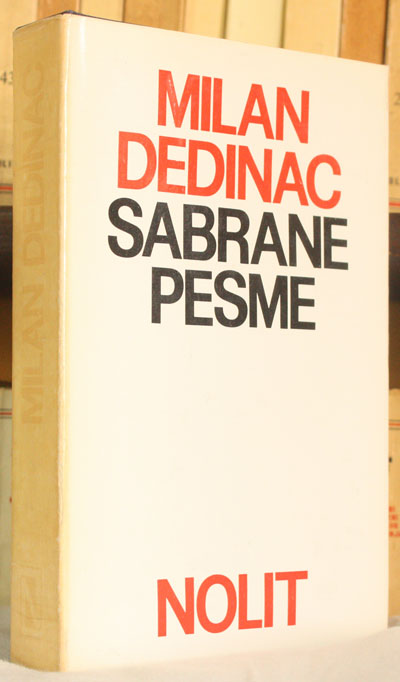 MILAN
DEDINAC
SABRANE
PESME
NOLIT
MILAN DEDINAC